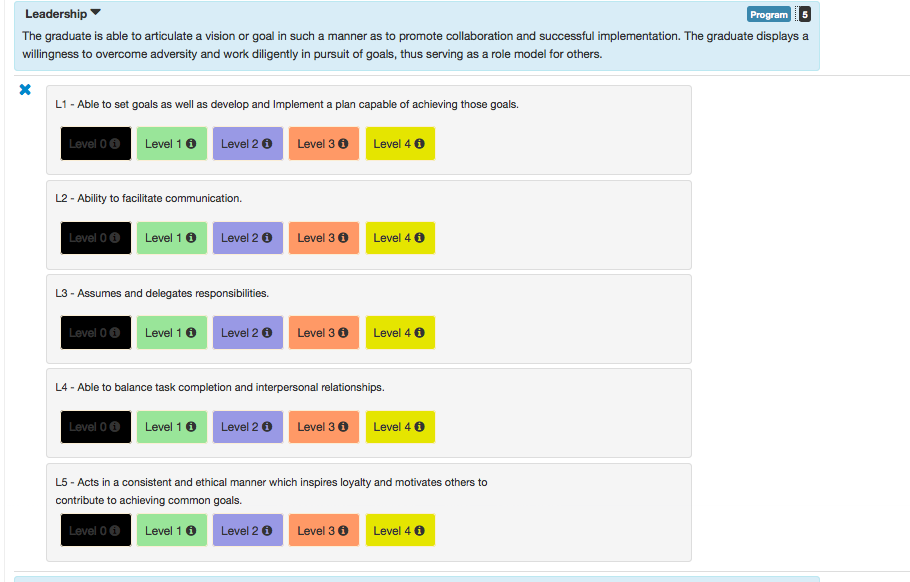 Leadership
Program 5
The graduate is able to articulate a vision or goal in such a manner as to promote collaboration and successful implementation. The graduate displays a
willingness to overcome adversity and work diligently in pursuit of goals, thus serving as a role model for others.
L1 - Able to set goals as well as develop and Implement a plan capable of achieving those goals.
Level 0 Level 1 Level 2 Level 3 Level 4
L2 - Ability to facilitate communication.
Level 0 Level 1 Level 2 Level 3 Level 4
L3 - Assumes and delegates responsibilities.
Level 0 Level 1 Level 2 Level 3 Level 4
L4 - Able to balance task completion and interpersonal relationships.
Level 0 Level 1 Level 2 Level 3 Level 4
L5 - Acts in a consistent and ethical manner which inspires loyalty and motivates others to
contribute to achieving common goals.
Level 0 Level 1 Level 2 Level 3 Level 4